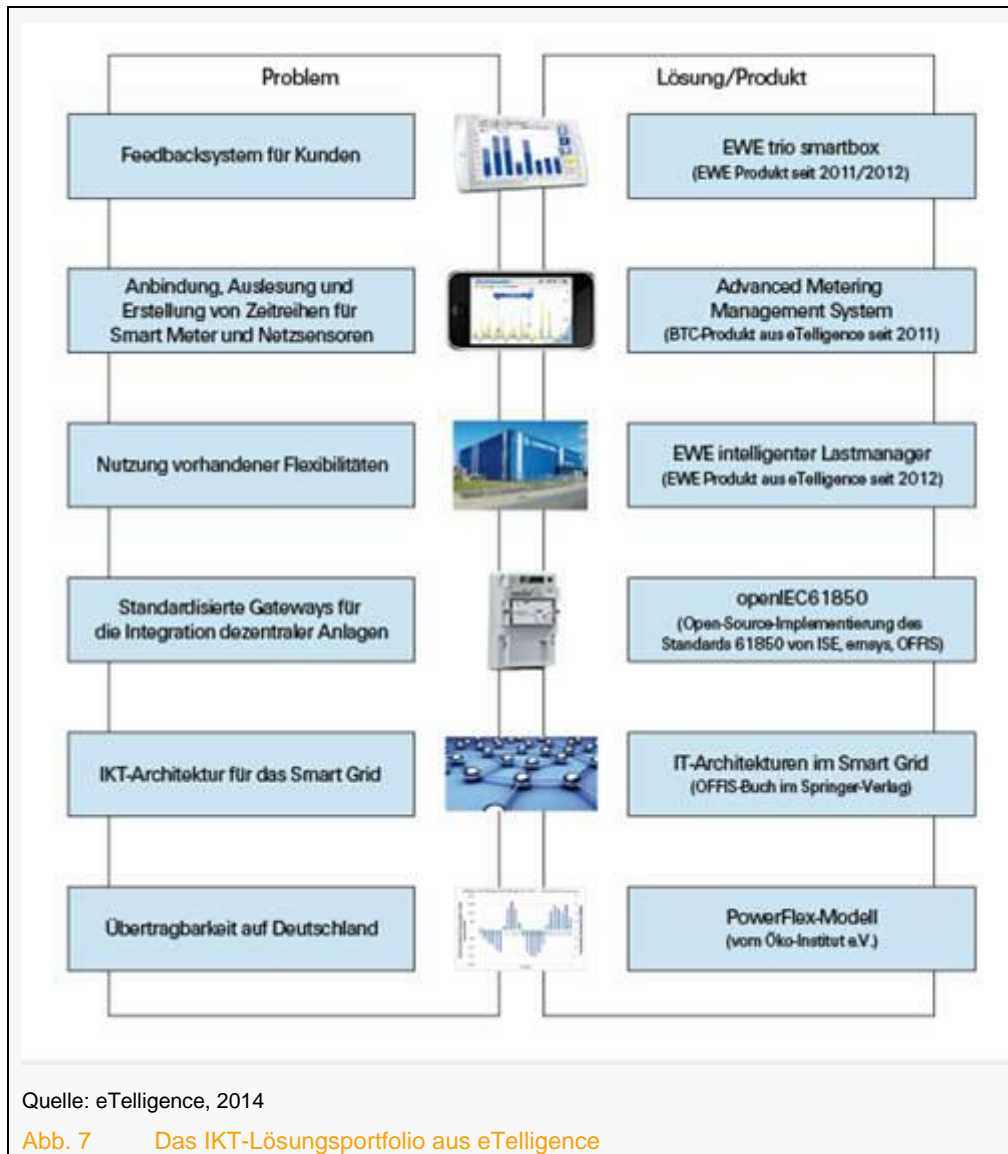 Problem
Lösung/Produkt
Feedbacksystem für Kunden
EWE trio smartbox
(EWE Produkt seit 2011/2012)
Anbindung, Auslesung und
Erstellung von Zeitreihen für
Smart Meter und Netzsensoren
Advanced Metering
Management System
(BTC-Produkt aus eTelligence seit 2011)
Nutzung vorhandener Flexibilitäten
EWE intelligenter Lastmanager
(EWE Produkt aus eTelligence seit 2012)
Standardisierte Gateways für
die Integration dezentraler Anlagen
openIEC61850
(Open-Source-Implementierung des
Standards 61850 von ISE, emsys, OFFIS)
IKT-Architektur für das Smart Grid
IT-Architekturen im Smart Grid
(OFFIS-Buch im Springer-Verlag)
Übertragbarkeit auf Deutschland
PowerFlex-Modell
(vom Öko-Institut e.V.)
Quelle: eTelligence, 2014
Abb. 7 Das IKT-Lösungsportfolio aus eTelligence